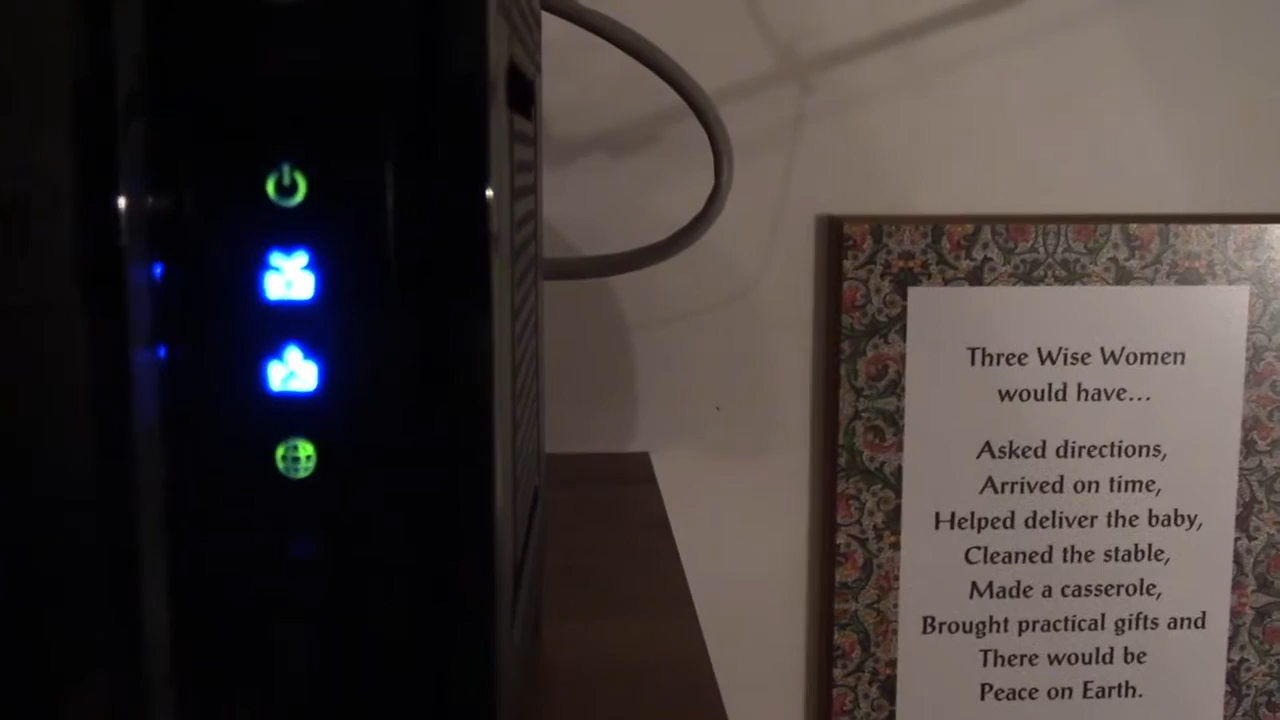 Three Wise Women
would have...
Asked directions,
Arrived on time,
Helped deliver the baby,
Cleaned the stable,
Made a casserole,
Brought practical gifts and
There would be
Peace on Earth.